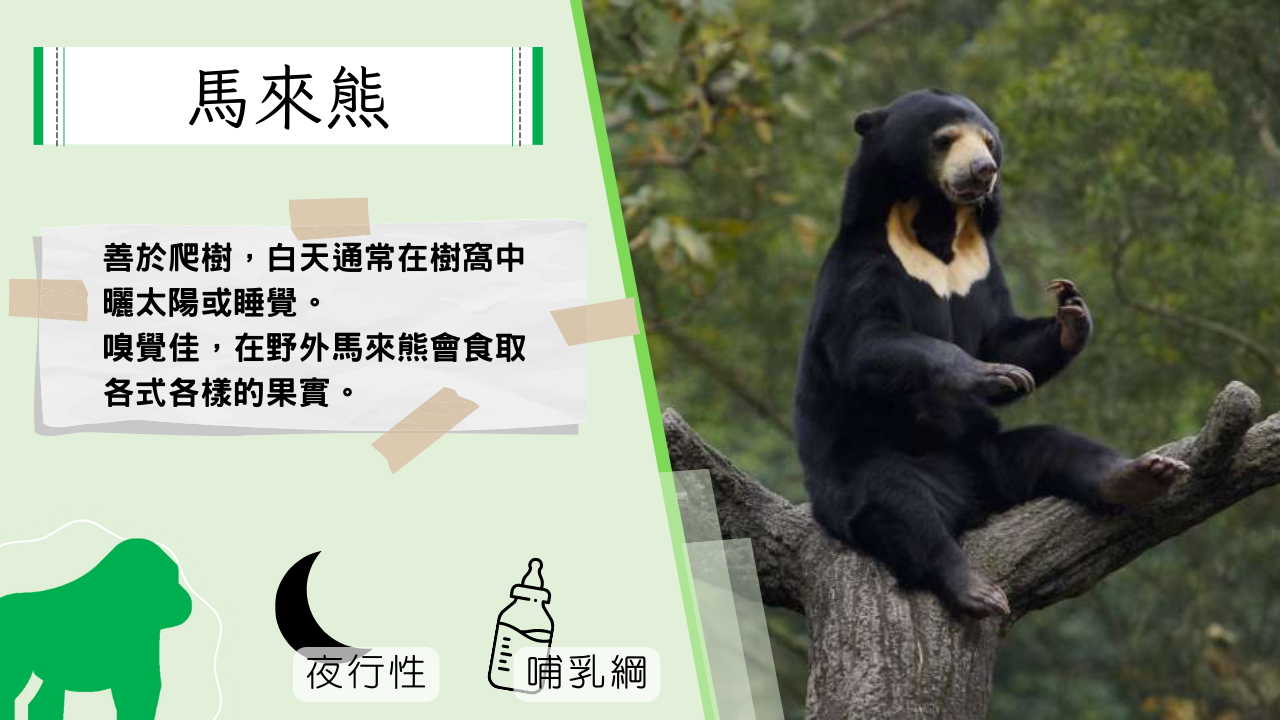 馬來熊
善於爬樹，白天通常在樹窩中
曬太陽或睡覺。
嗅覺佳，在野外馬來熊會食取
各式各樣的果實。
夜行性
哺乳綱